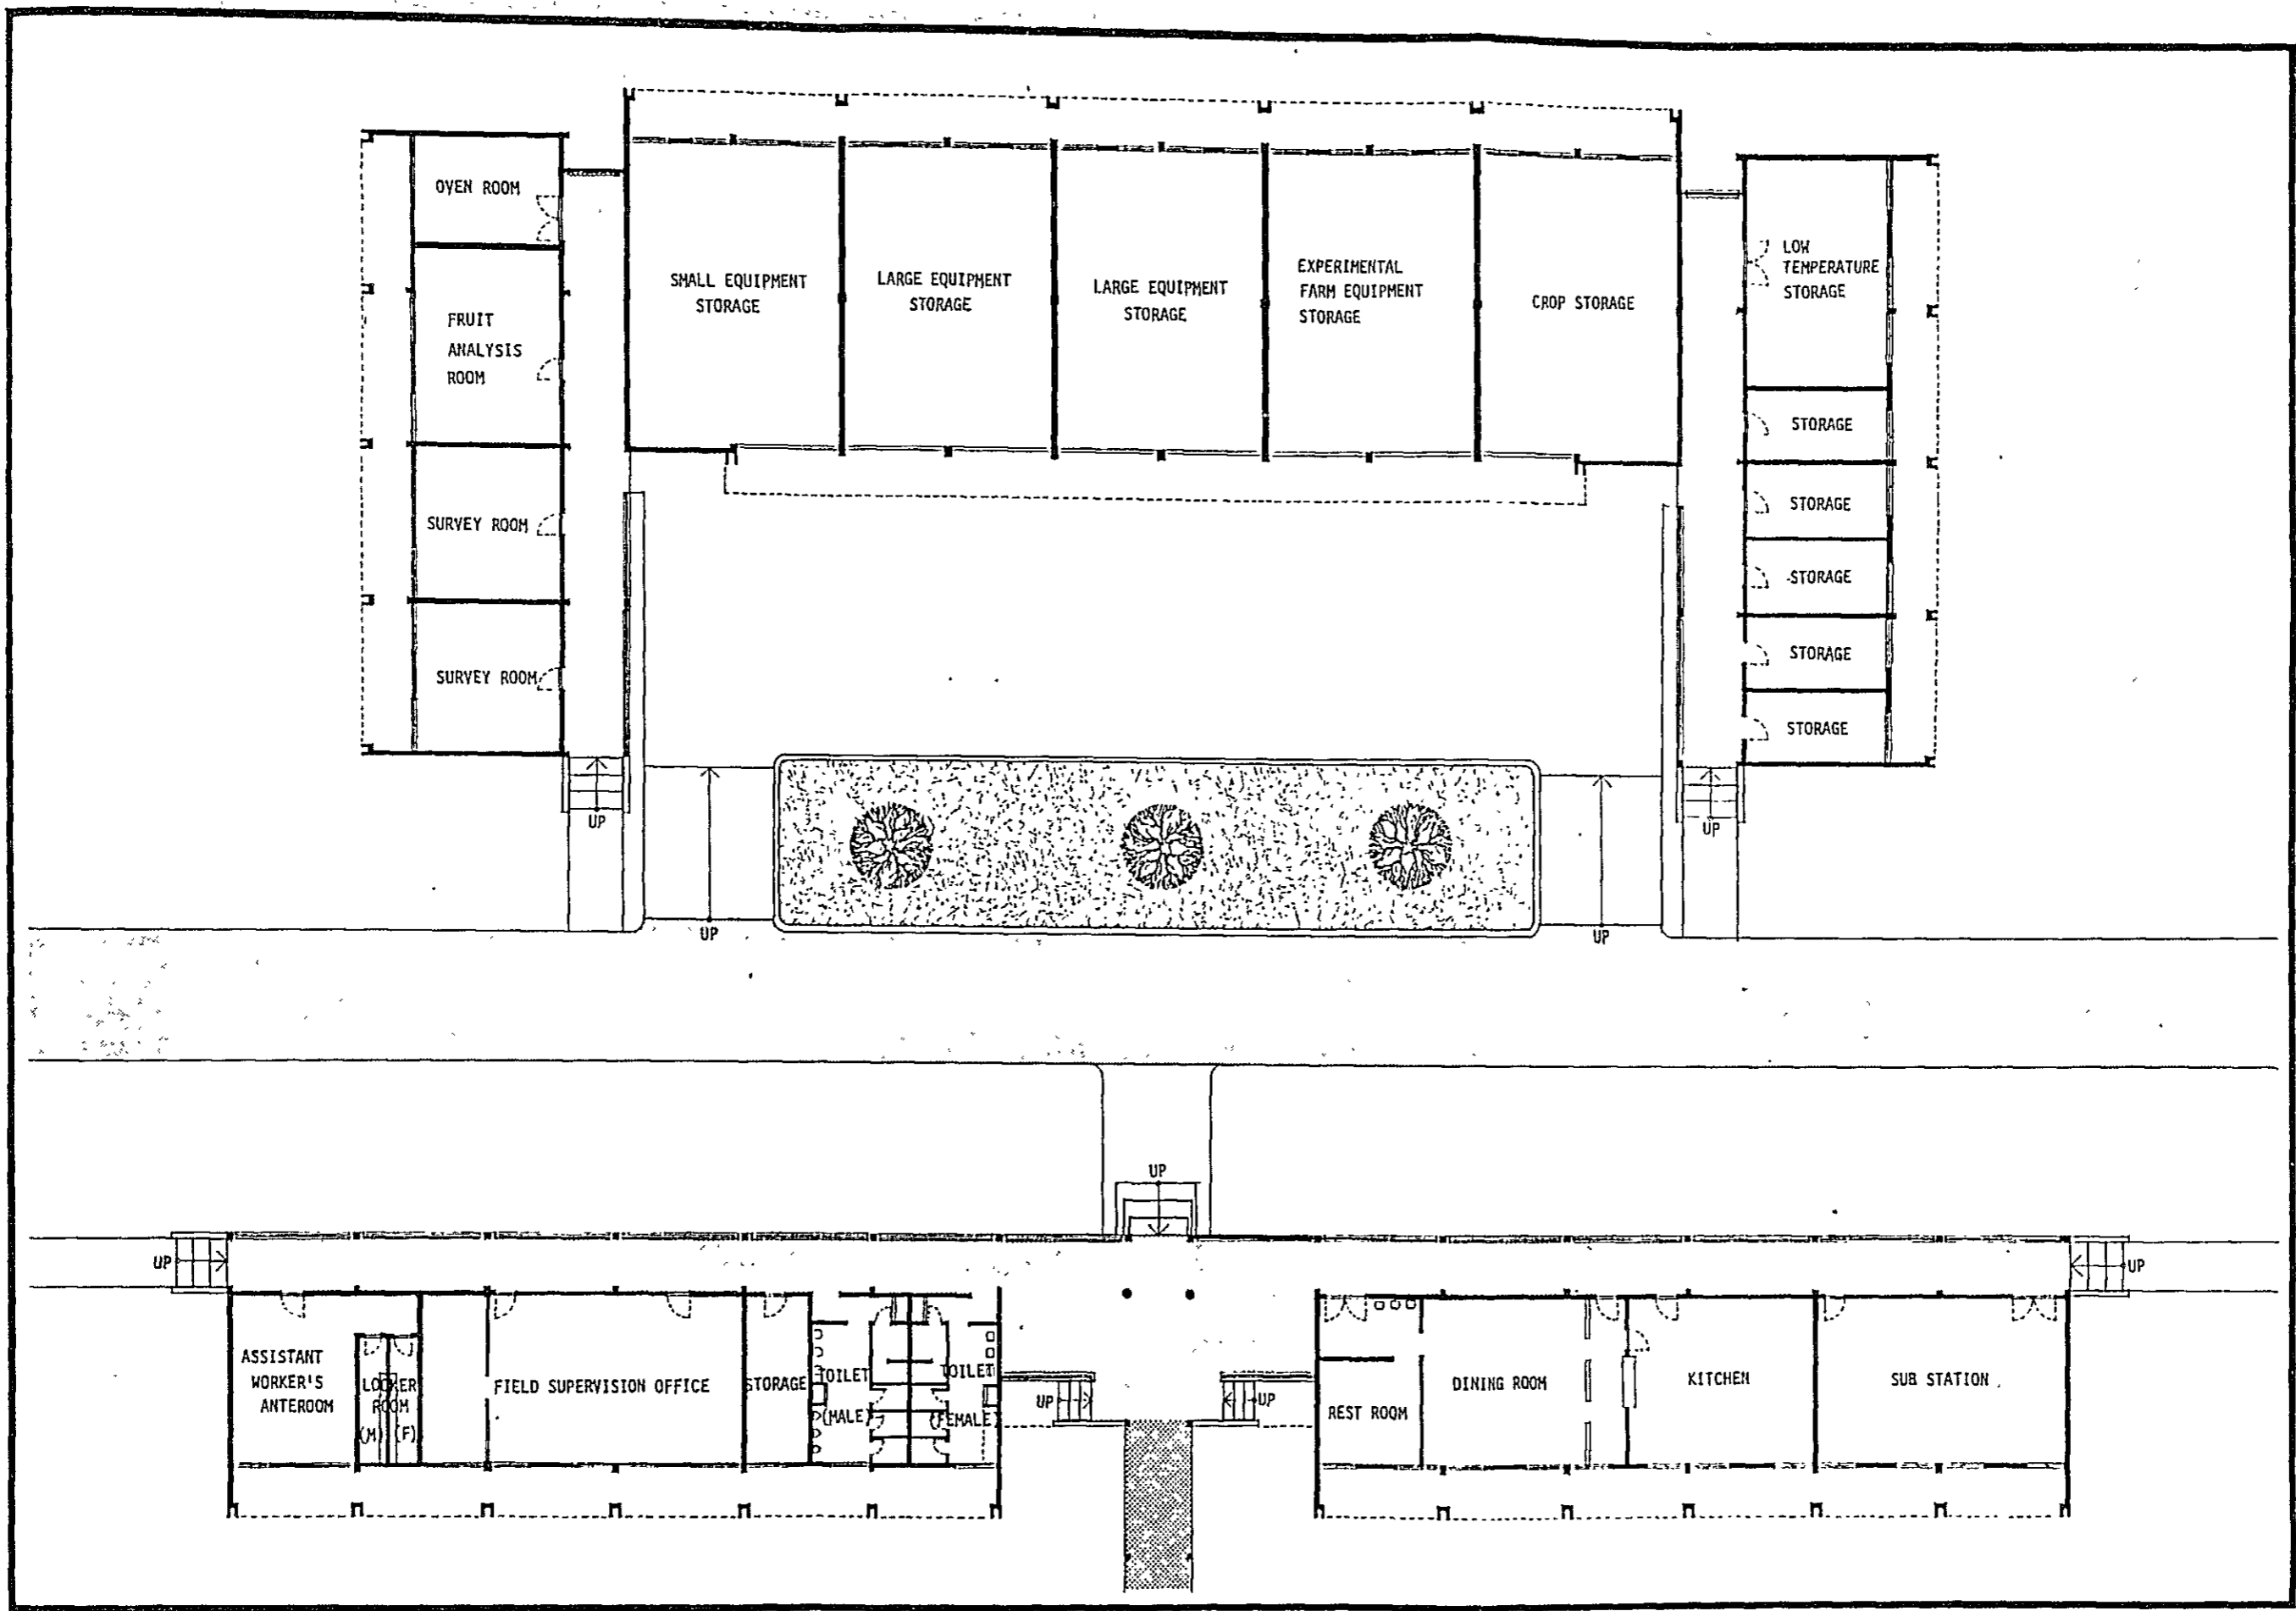 OVEN ROOM
FRUIT
ANALYSIS
ROOM
SURVEY ROOM
SURVEY ROOM
UP
SMALL EQUIPMENT
STORAGE
LARGE EQUIPMENT
STORAGE
LARGE EQUIPMENT
STORAGE
EXPERIMENTAL
FARM EQUIPMENT
STORAGE
CROP STORAGE
LOW
TEMPERATURE
STORAGE
STORAGE
STORAGE
STORAGE
STORAGE
STORAGE
UP
UP
UP
UP
UP
ASSISTANT
WORKER'S
ANTEROOM
LOCKER
ROOM
(M)
(F)
FIELD SUPERVISION OFFICE
STORAGE
TOILET
(MALE)
TOILET
(FEMALE)
UP
UP
REST ROOM
DINING ROOM
KITCHEN
SUB STATION
UP